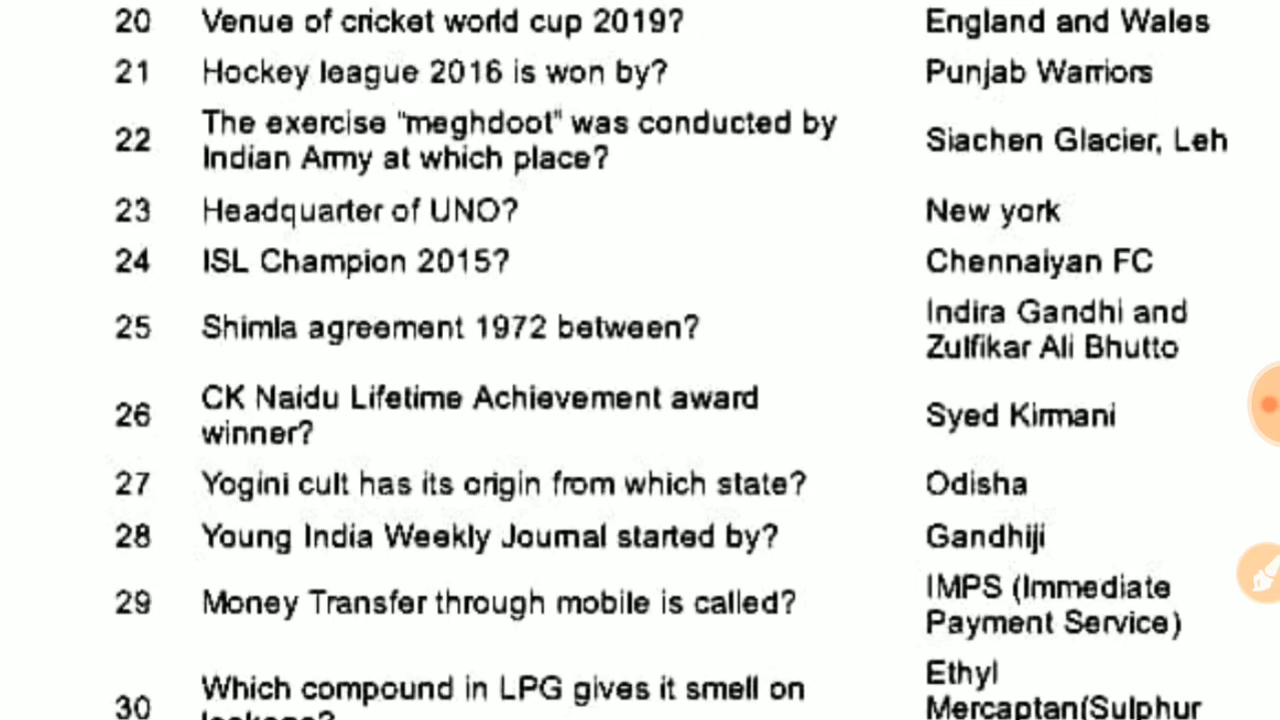 20 Venue of cricket world cup 2019? England and Wales
21 Hockey league 2016 is won by? Punjab Warriors
22 The exercise "meghdoot" was conducted by
Indian Army at which place? Siachen Glacier, Leh
23 Headquarter of UNO? New york
24 ISL Champion 2015? Chennaiyan FC
25 Shimla agreement 1972 between? Indira Gandhi and
Zulfikar Ali Bhutto
26 CK Naidu Lifetime Achievement award
winner? Syed Kirmani
27 Yogini cult has its origin from which state? Odisha
28 Young India Weekly Journal started by? Gandhiji
29 Money Transfer through mobile is called? IMPS (Immediate
Payment Service)
30 Which compound in LPG gives it smell on
Ethyl
Mercaptan(Sulphur